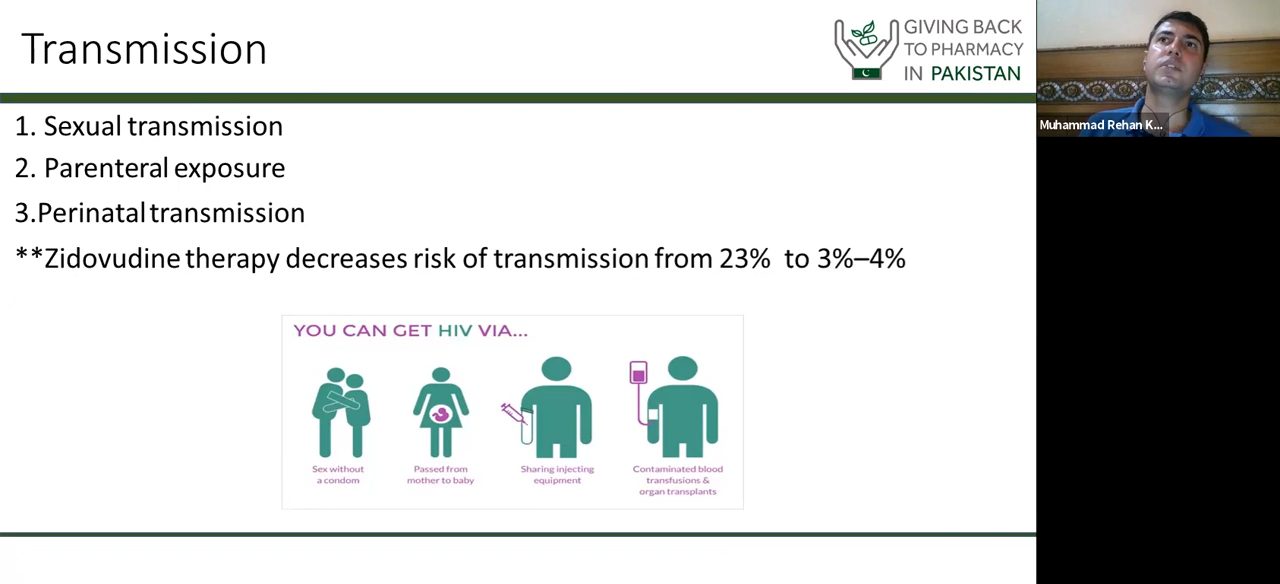 Transmission
GIVING BACK
TO PHARMACY
IN PAKISTAN
1. Sexual transmission
2. Parenteral exposure
3.Perinatal transmission
**Zidovudine therapy decreases risk of transmission from 23% to 3%–4%
YOU CAN GET HIV VIA...
Sex without
a condom
Passed from
mother to baby
Sharing injecting
equipment
Contaminated blood
transfusions &
organ transplants
Muhammad Rehan K...